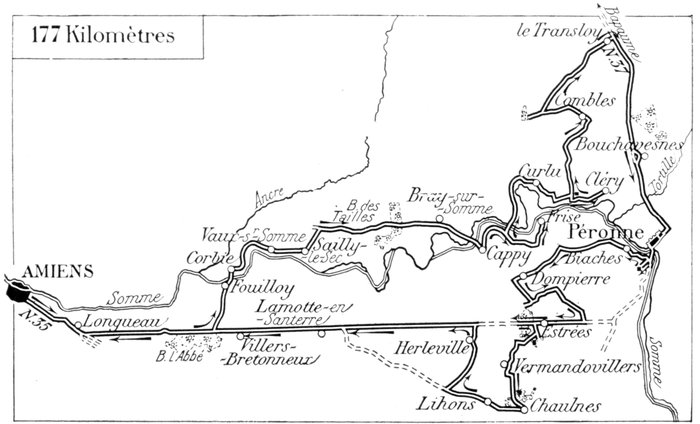 177 Kilomètres
Bapaume
le Transloy
N.37
Combles
Bouchavesnes
Tortille
Curlu
Cléry
Ancre
B. des
Tailles
Bray-sur-
Somme
Frise
Péronne
Vaux-s-Somme
Sailly-
le-Sec
Cappy
Biaches
Corbie
AMIENS
Somme
Fouilloy
Dompierre
Lamotte-en-
Santerre
N.35
Longueau
B. l'Abbé
Villers-
Bretonneux
Herleville
Estrées
Vermandovillers
Somme
Lihons
Chaulnes